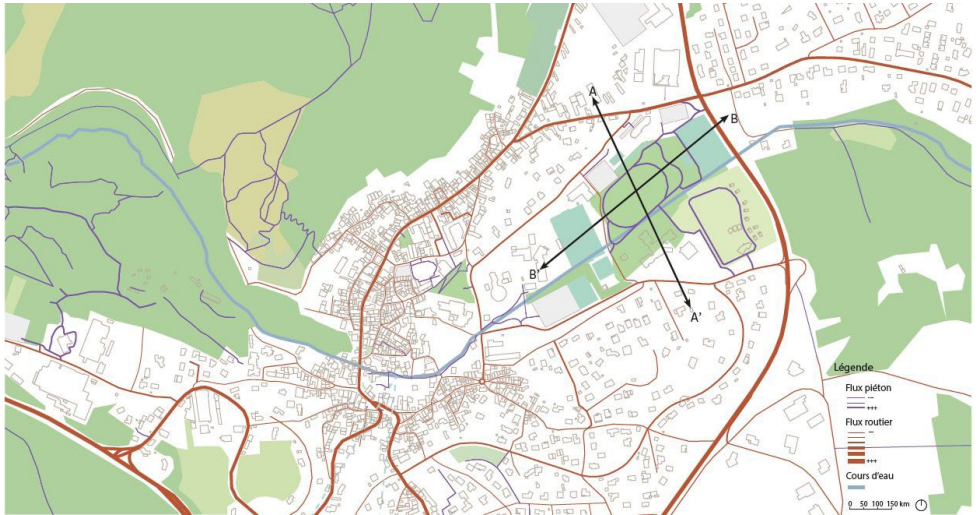 A
B
B'
A'
Légende
Flux piéton
---
+++
Flux routier
---
+++
Cours d'eau
0 50 100 150 km